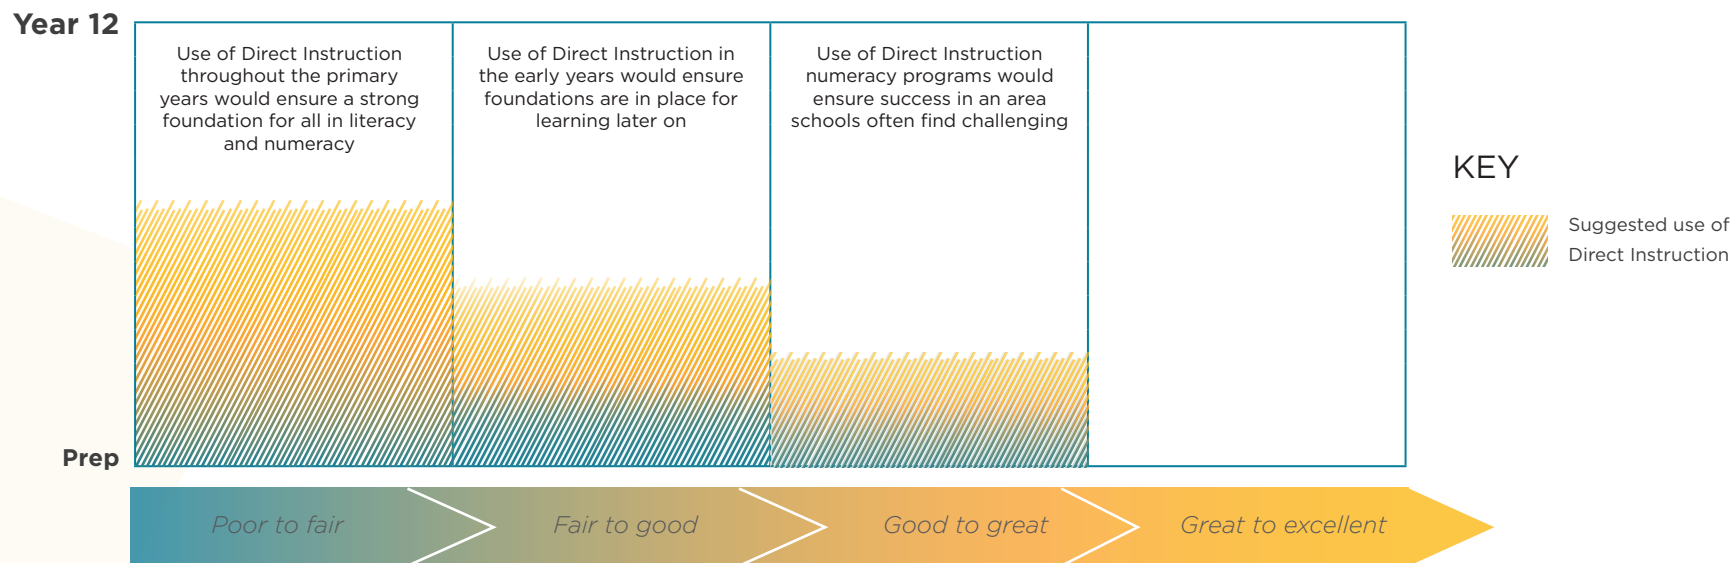 Year 12
Use of Direct Instruction
throughout the primary
years would ensure a strong
foundation for all in literacy
and numeracy
Use of Direct Instruction in
the early years would ensure
foundations are in place for
learning later on
Use of Direct Instruction
numeracy programs would
ensure success in an area
schools often find challenging
KEY
Suggested use of
Direct Instruction
Prep
Poor to fair
Fair to good
Good to great
Great to excellent